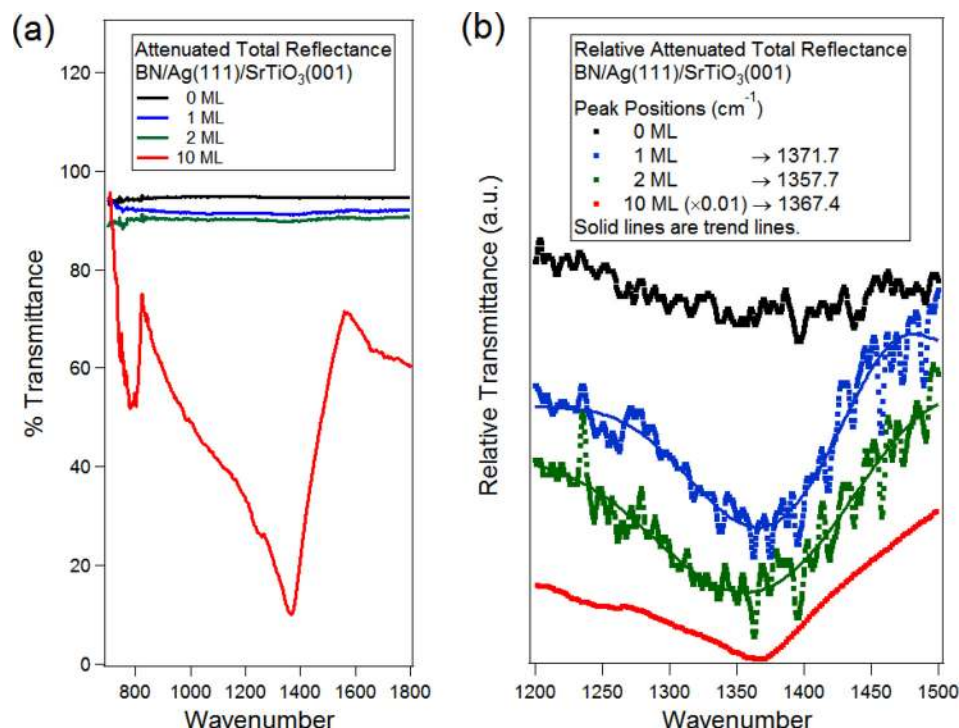 (a)
Attenuated Total Reflectance
BN/Ag(111)/SrTiO₃(001)
0 ML
1 ML
2 ML
10 ML
120
100
80
60
40
20
0
% Transmittance
800 1000 1200 1400 1600 1800
Wavenumber
(b)
Relative Attenuated Total Reflectance
BN/Ag(111)/SrTiO₃(001)
Peak Positions (cm⁻¹)
0 ML
1 ML → 1371.7
2 ML → 1357.7
10 ML (×0.01) → 1367.4
Solid lines are trend lines.
Relative Transmittance (a.u.)
1200 1250 1300 1350 1400 1450 1500
Wavenumber